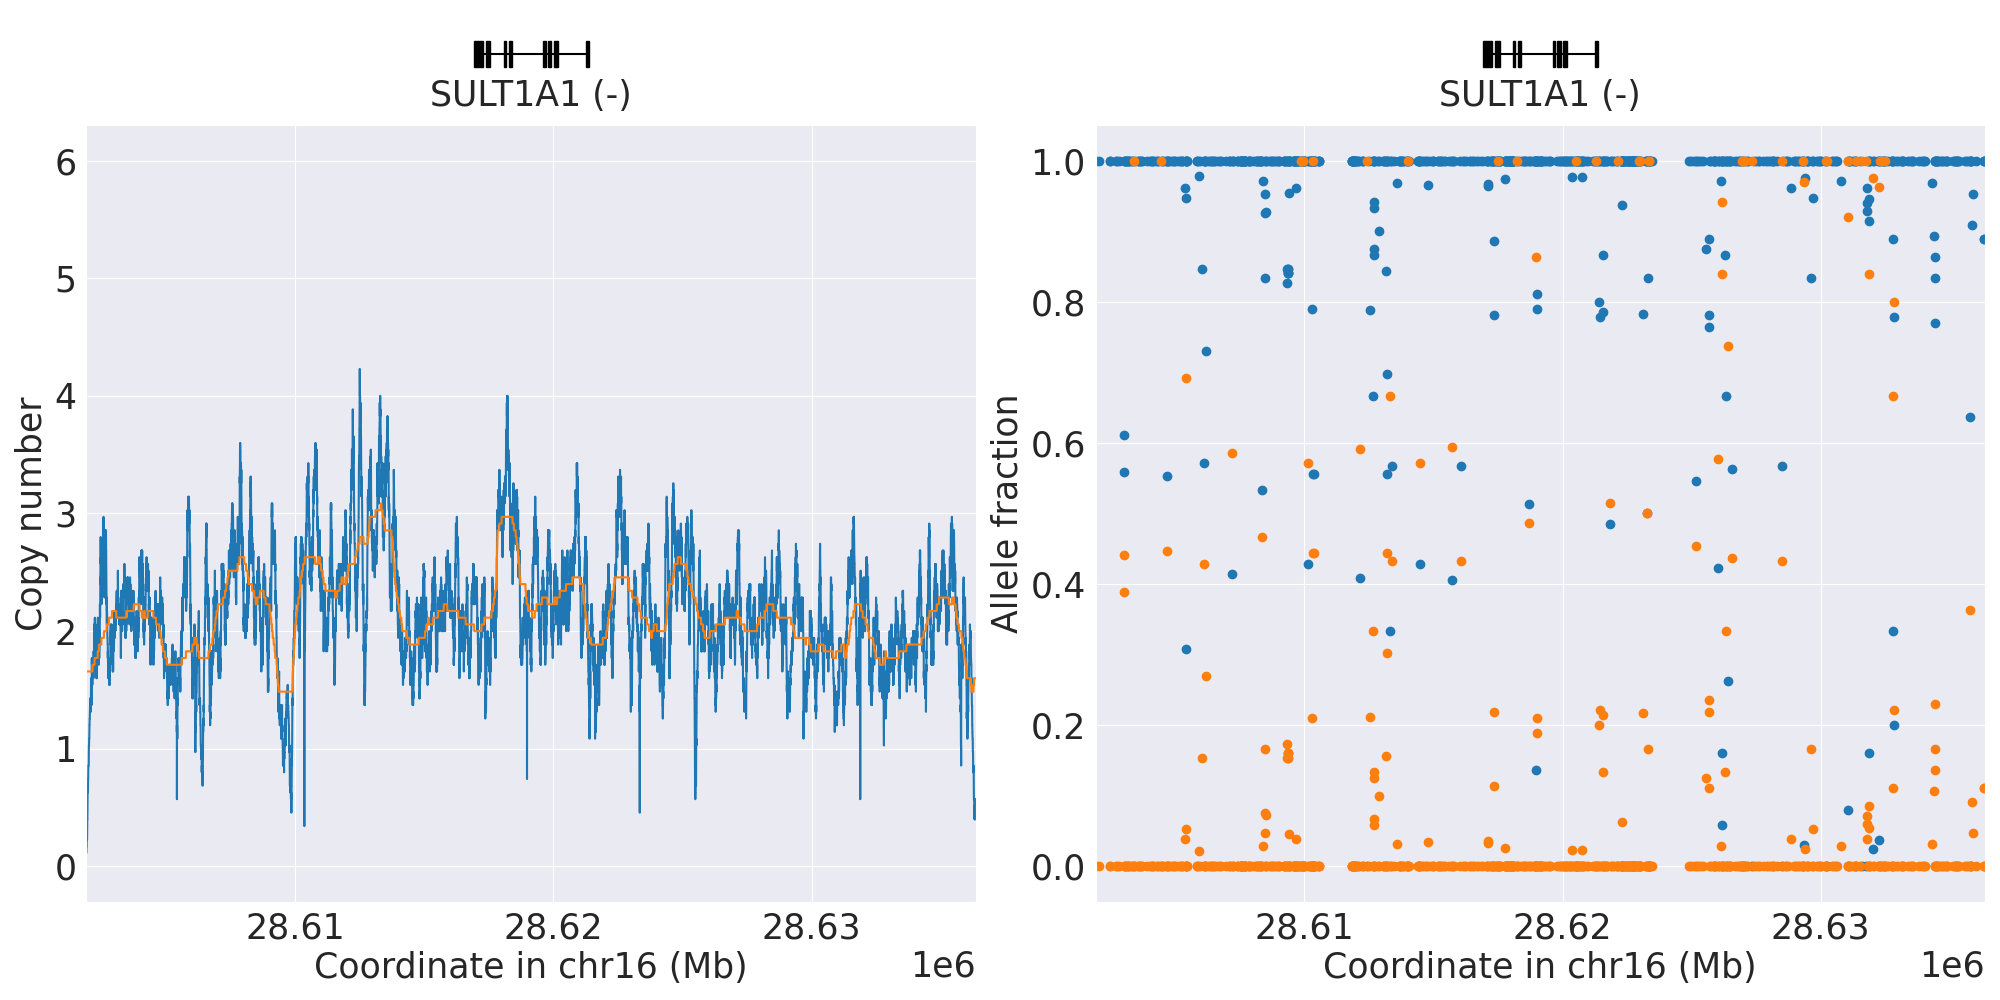 SULT1A1 (-)
6
5
4
3
2
1
0
Copy number
28.61
28.62
28.63
Coordinate in chr16 (Mb)
1e6
SULT1A1 (-)
1.0
0.8
0.6
0.4
0.2
0.0
Allele fraction
28.61
28.62
28.63
Coordinate in chr16 (Mb)
1e6